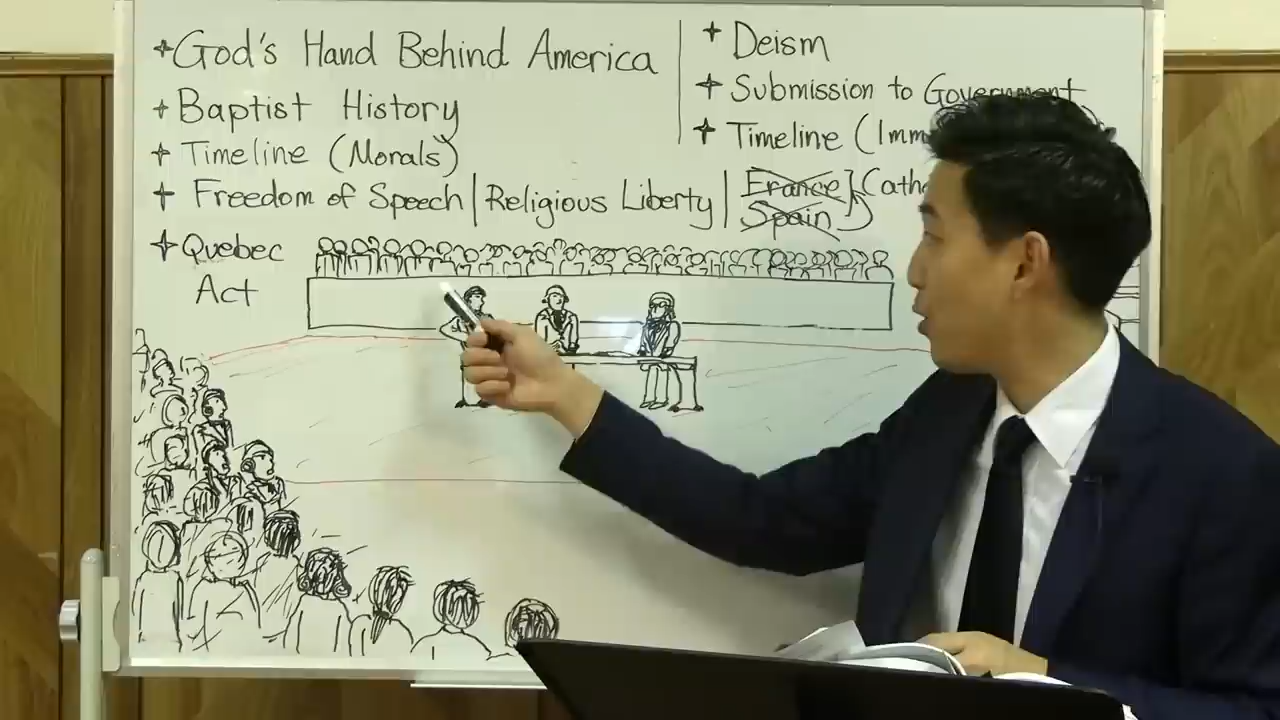 God's Hand Behind America
Baptist History
Timeline (Morals)
Freedom of Speech | Religious Liberty | France
Spain
Quebec
Act
Deism
Submission to Government
Timeline